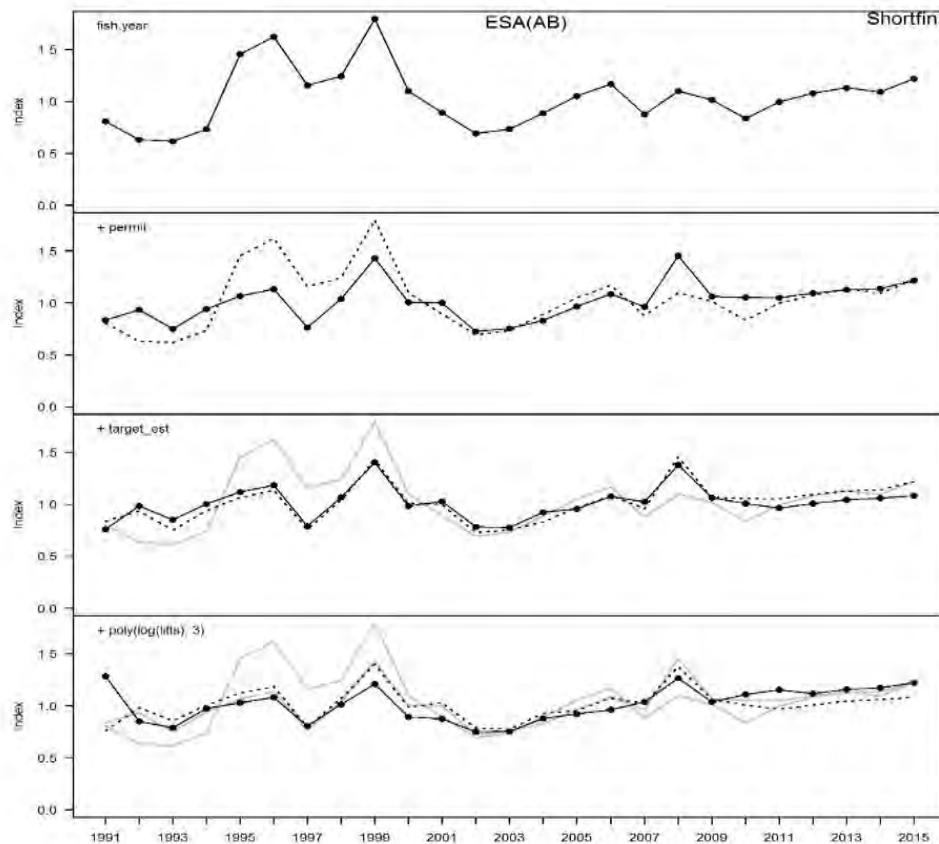 fish.year ESA(AB) Shortfin
1.5
1.0
0.5
0.0
Index
+ permit
1.5
1.0
0.5
0.0
Index
+ target_est
1.5
1.0
0.5
0.0
Index
+ poly(log(lifts), 3)
1.5
1.0
0.5
0.0
Index
1991 1993 1995 1997 1999 2001 2003 2005 2007 2009 2011 2013 2015